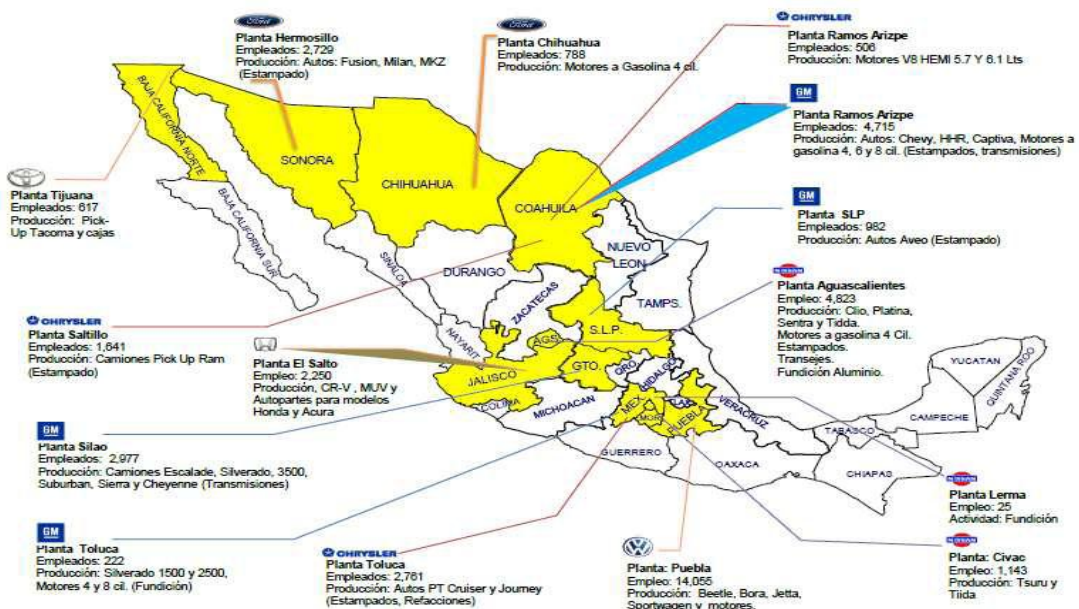 Ford
Planta Hermosillo
Empleados: 2,729
Producción: Autos: Fusion, Milan, MKZ
(Estampado)
Ford
Planta Chihuahua
Empleados: 788
Producción: Motores a Gasolina 4 cil.
CHRYSLER
Planta Ramos Arizpe
Empleados: 506
Producción: Motores V8 HEMI 5.7 Y 6.1 Lts
GM
Planta Ramos Arizpe
Empleados: 4,715
Producción: Autos: Chevy, HHR, Captiva, Motores a
gasolina 4, 6 y 8 cil. (Estampados, transmisiones)
Planta Tijuana
Empleados: 617
Producción: Pick-
Up Tacoma y cajas
GM
Planta SLP
Empleados: 982
Producción: Autos Aveo (Estampado)
NISSAN
Planta Aguascalientes
Empleo: 4,823
Producción: Clio, Platina,
Sentra y Tidda.
Motores a gasolina 4 Cil.
Estampados.
Transejes.
Fundición Aluminio.
CHRYSLER
Planta Saltillo
Empleados: 1,641
Producción: Camiones Pick Up Ram
(Estampado)
Planta El Salto
Empleo: 2,250
Producción, CR-V , MUV y
Autopartes para modelos
Honda y Acura
GM
Planta Silao
Empleados: 2,977
Producción: Camiones Escalade, Silverado, 3500,
Suburban, Sierra y Cheyenne (Transmisiones)
GM
Planta Toluca
Empleados: 222
Producción: Silverado 1500 y 2500,
Motores 4 y 8 cil. (Fundición)
CHRYSLER
Planta Toluca
Empleados: 2,761
Producción: Autos PT Cruiser y Journey
(Estampados, Refacciones)
Planta: Puebla
Empleo: 14,055
Producción: Beetle, Bora, Jetta,
Sportwagen y motores.
NISSAN
Planta Lerma
Empleo: 25
Actividad: Fundición
NISSAN
Planta: Civac
Empleo: 1,143
Producción: Tsuru y
Tiida
BAJA CALIFORNIA NORTE
BAJA CALIFORNIA SUR
SONORA
CHIHUAHUA
COAHUILA
NUEVO
LEON
TAMPS.
SINALOA
DURANGO
ZACATECAS
S.L.P.
NAYARIT
AGS.
JALISCO
GTO.
QRO.
HIDALGO
COLIMA
MICHOACAN
MEX.
MOR.
PUEBLA
VERACRUZ
GUERRERO
OAXACA
TABASCO
CHIAPAS
CAMPECHE
YUCATAN
QUINTANA ROO